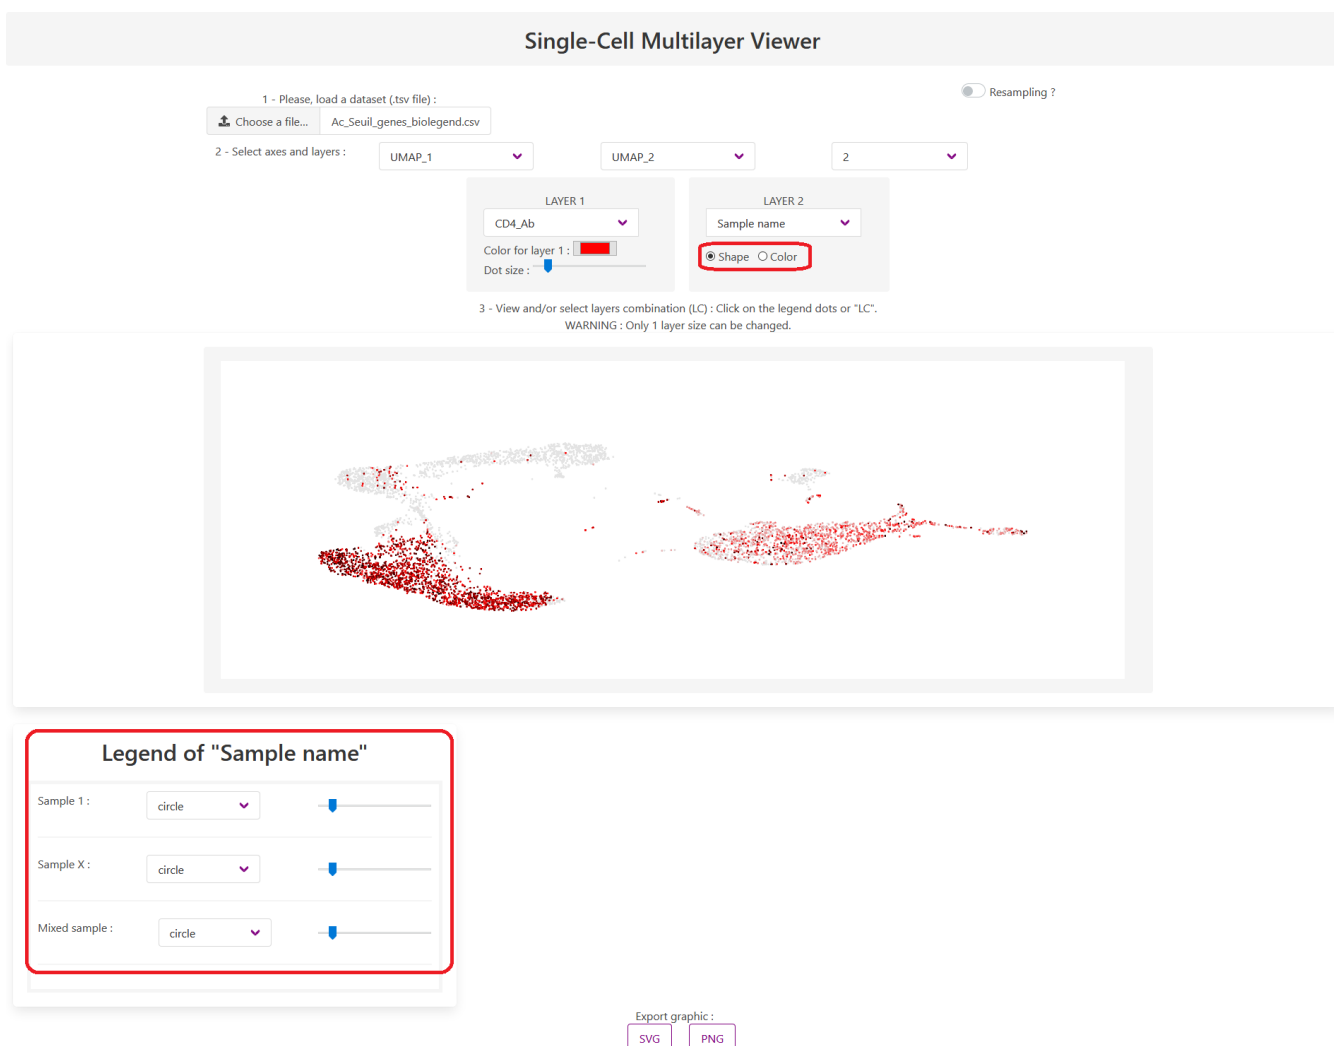 Single-Cell Multilayer Viewer
Resampling ?
1 - Please, load a dataset (.tsv file) :
Choose a file...
Ac_Seuil_genes_biolegend.csv
2 - Select axes and layers :
UMAP_1
UMAP_2
2
LAYER 1
CD4_Ab
Color for layer 1 :
Dot size :
LAYER 2
Sample name
Shape
Color
3 - View and/or select layers combination (LC) : Click on the legend dots or "LC".
WARNING : Only 1 layer size can be changed.
Legend of "Sample name"
Sample 1 :
circle
Sample X :
circle
Mixed sample :
circle
Export graphic :
SVG
PNG